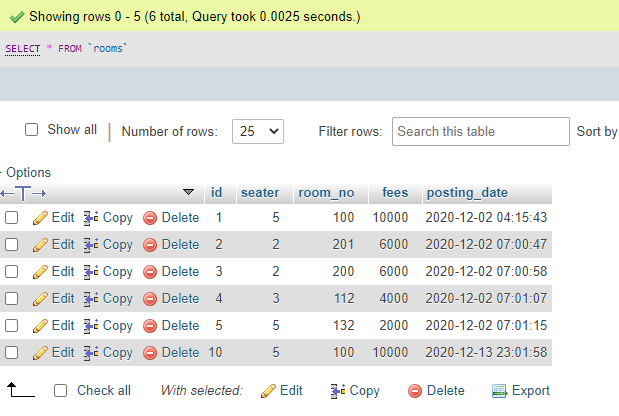 Showing rows 0 - 5 (6 total, Query took 0.0025 seconds.)
SELECT * FROM `rooms`
Show all | Number of rows: 25 Filter rows: Search this table Sort by
Options
id seater room_no fees posting_date
Edit Copy Delete 1 5 100 10000 2020-12-02 04:15:43
Edit Copy Delete 2 2 201 6000 2020-12-02 07:00:47
Edit Copy Delete 3 2 200 6000 2020-12-02 07:00:58
Edit Copy Delete 4 3 112 4000 2020-12-02 07:01:07
Edit Copy Delete 5 5 132 2000 2020-12-02 07:01:15
Edit Copy Delete 10 5 100 10000 2020-12-13 23:01:58
Check all With selected: Edit Copy Delete Export